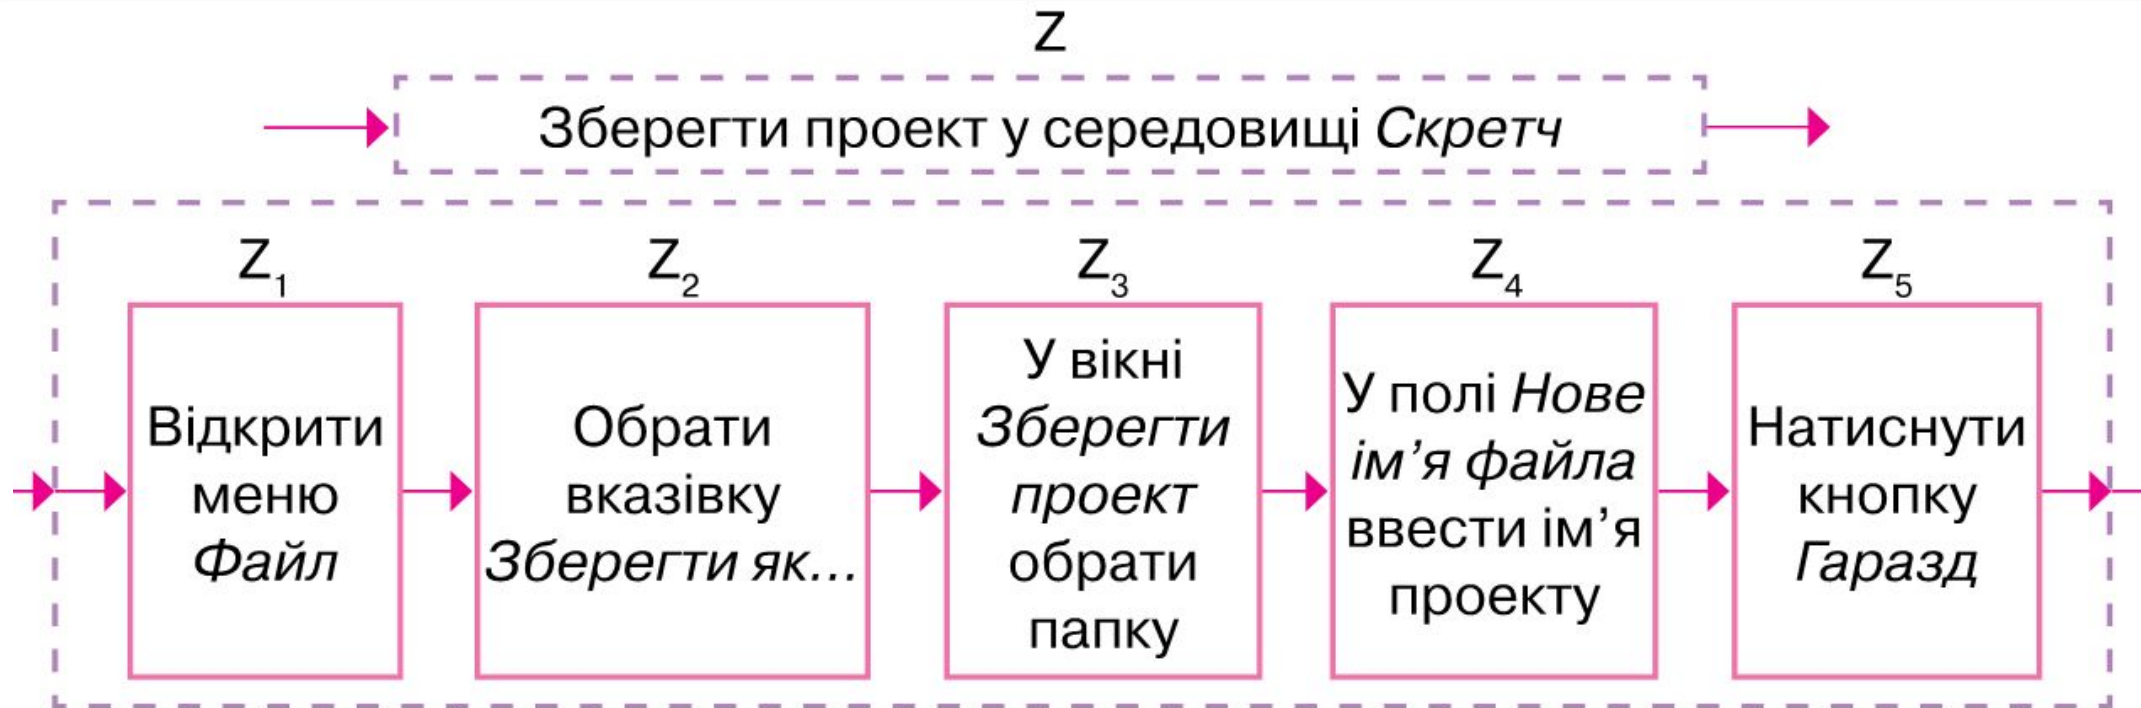 Z
Зберегти проект у середовищі Скретч
Z1
Відкрити
меню
Файл
Z2
Обрати
вказівку
Зберегти як...
Z3
У вікні
Зберегти
проект
обрати
папку
Z4
У полі Нове
ім’я файла
ввести ім’я
проекту
Z5
Натиснути
кнопку
Гаразд